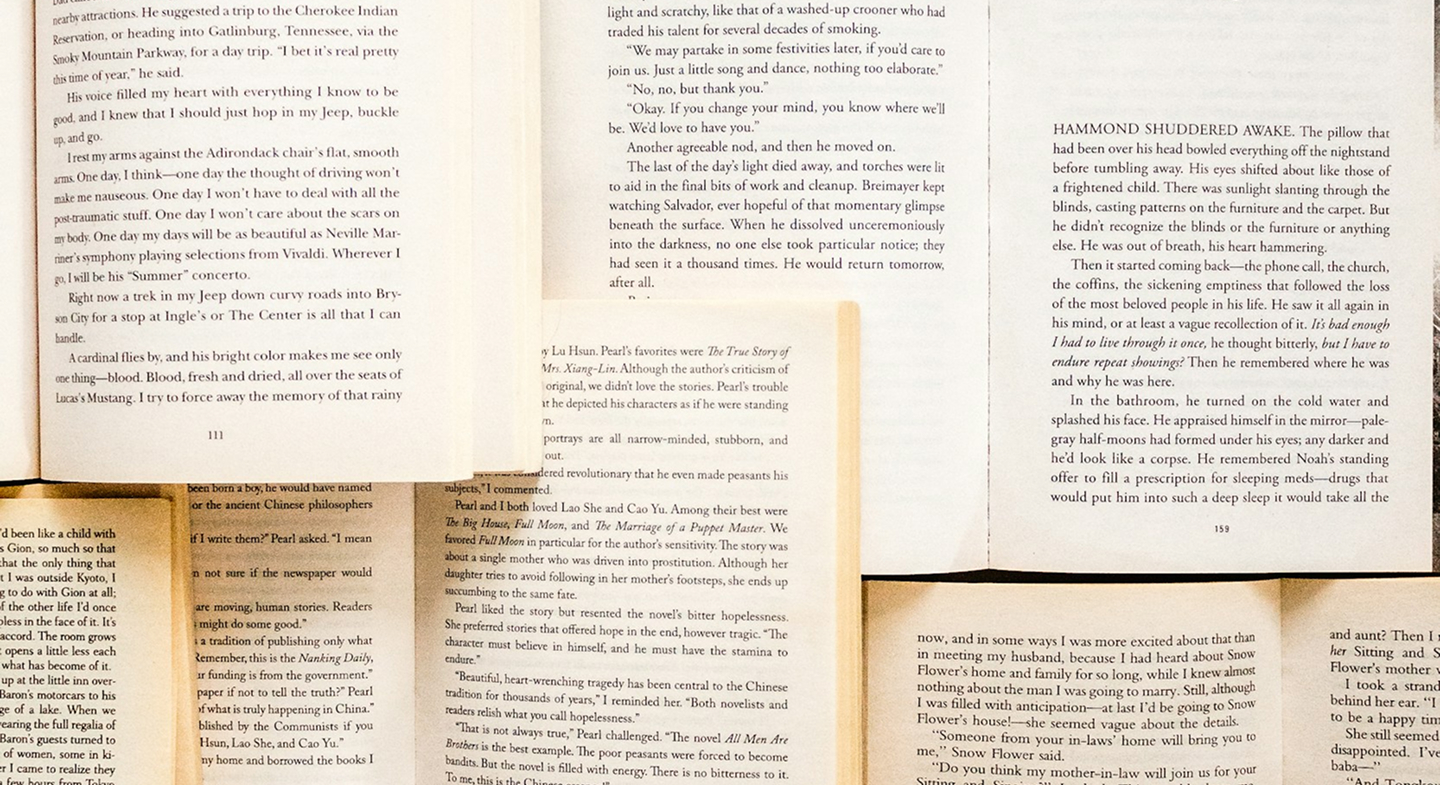 nearby attractions. He suggested a trip to the Cherokee Indian
Reservation, or heading into Gatlinburg, Tennessee, via the
Smoky Mountain Parkway, for a day trip. “I bet it's real pretty
this time of year,” he said.
His voice filled my heart with everything I know to be
good, and I knew that I should just hop in my Jeep, buckle
up, and go.
I rest my arms against the Adirondack chair's flat, smooth
arms. One day, I think—one day the thought of driving won't
make me nauseous. One day I won't have to deal with all the
post-traumatic stuff. One day I won't care about the scars on
my body. One day my days will be as beautiful as Neville Mar-
riner's symphony playing selections from Vivaldi. Wherever I
go, I will be his “Summer” concerto.
Right now a trek in my Jeep down curvy roads into Bry-
son City for a stop at Ingle's or The Center is all that I can
handle.
A cardinal flies by, and his bright color makes me see only
one thing—blood. Blood, fresh and dried, all over the seats of
Lucas's Mustang. I try to force away the memory of that rainy
111
light and scratchy, like that of a washed-up crooner who had
traded his talent for several decades of smoking.
“We may partake in some festivities later, if you'd care to
join us. Just a little song and dance, nothing too elaborate.”
“No, no, but thank you.”
“Okay. If you change your mind, you know where we'll
be. We'd love to have you.”
Another agreeable nod, and then he moved on.
The last of the day's light died away, and torches were lit
to aid in the final bits of work and cleanup. Breimayer kept
watching Salvador, ever hopeful of that momentary glimpse
beneath the surface. When he dissolved unceremoniously
into the darkness, no one else took particular notice; they
had seen it a thousand times. He would return tomorrow,
after all.
HAMMOND SHUDDERED AWAKE. The pillow that
had been over his head bowled everything off the nightstand
before tumbling away. His eyes shifted about like those of
a frightened child. There was sunlight slanting through the
blinds, casting patterns on the furniture and the carpet. But
he didn't recognize the blinds or the furniture or anything
else. He was out of breath, his heart hammering.
Then it started coming back—the phone call, the church,
the coffins, the sickening emptiness that followed the loss
of the most beloved people in his life. He saw it all again in
his mind, or at least a vague recollection of it. It's bad enough
I had to live through it once, he thought bitterly, but I have to
endure repeat showings? Then he remembered where he was
and why he was here.
In the bathroom, he turned on the cold water and
splashed his face. He appraised himself in the mirror—pale-
gray half-moons had formed under his eyes; any darker and
he'd look like a corpse. He remembered Noah's standing
offer to fill a prescription for sleeping meds—drugs that
would put him into such a deep sleep it would take all the
159
by Lu Hsun. Pearl's favorites were The True Story of
Mrs. Xiang-Lin. Although the author's criticism of
original, we didn't love the stories. Pearl's trouble
he depicted his characters as if he were standing
portrays are all narrow-minded, stubborn, and
out.
considered revolutionary that he even made peasants his
subjects,” I commented.
Pearl and I both loved Lao She and Cao Yu. Among their best were
The Big House, Full Moon, and The Marriage of a Puppet Master. We
favored Full Moon in particular for the author's sensitivity. The story was
about a single mother who was driven into prostitution. Although her
daughter tries to avoid following in her mother's footsteps, she ends up
succumbing to the same fate.
Pearl liked the story but resented the novel's bitter hopelessness.
She preferred stories that offered hope in the end, however tragic. “The
character must believe in himself, and he must have the stamina to
endure.”
“Beautiful, heart-wrenching tragedy has been central to the Chinese
tradition for thousands of years,” I reminded her. “Both novelists and
readers relish what you call hopelessness.”
“That is not always true,” Pearl challenged. “The novel All Men Are
Brothers is the best example. The poor peasants were forced to become
bandits. But the novel is filled with energy. There is no bitterness to it.
To me, this is the Chinese
been born a boy, he would have named
or the ancient Chinese philosophers
if I write them?” Pearl asked. “I mean
not sure if the newspaper would
are moving, human stories. Readers
might do some good.”
a tradition of publishing only what
Remember, this is the Nanking Daily,
funding is from the government.”
paper if not to tell the truth?” Pearl
of what is truly happening in China.”
blished by the Communists if you
Hsun, Lao She, and Cao Yu.”
my home and borrowed the books I
'd been like a child with
s Gion, so much so that
that the only thing that
t I was outside Kyoto, I
g to do with Gion at all;
f the other life I'd once
pless in the face of it. It's
accord. The room grows
opens a little less each
what has become of it.
up at the little inn over-
Baron's motorcars to his
ge of a lake. When we
wearing the full regalia of
Baron's guests turned to
of women, some in ki-
er I came to realize they
a few hours from Tokyo
now, and in some ways I was more excited about that than
in meeting my husband, because I had heard about Snow
Flower's home and family for so long, while I knew almost
nothing about the man I was going to marry. Still, although
I was filled with anticipation—at last I'd be going to Snow
Flower's house!—she seemed vague about the details.
“Someone from your in-laws' home will bring you to
me,” Snow Flower said.
“Do you think my mother-in-law will join us for your
Sitting and
and aunt? Then I
her Sitting and S
Flower's mother
I took a strand
behind her ear. “I
to be a happy tim
She still seemed
disappointed. I've
baba—”
“And Tongkou